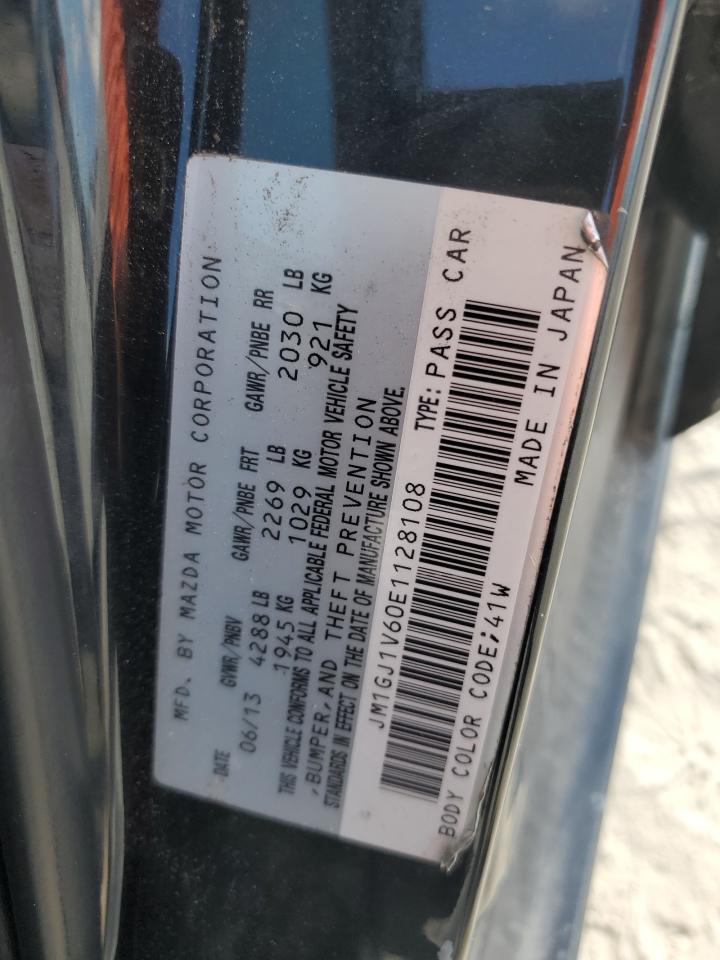 MFD. BY MAZDA MOTOR CORPORATION
DATE GVWR/PNBV GAWR/PNBE FRT GAWR/PNBE RR
06/13 4288 LB 2269 LB 2030 LB
1945 KG 1029 KG 921 KG
THIS VEHICLE CONFORMS TO ALL APPLICABLE FEDERAL MOTOR VEHICLE SAFETY
,BUMPER,AND THEFT PREVENTION
STANDARDS IN EFFECT ON THE DATE OF MANUFACTURE SHOWN ABOVE.
JM1GJ1V60E1128108 TYPE: PASS CAR
BODY COLOR CODE;41W MADE IN JAPAN